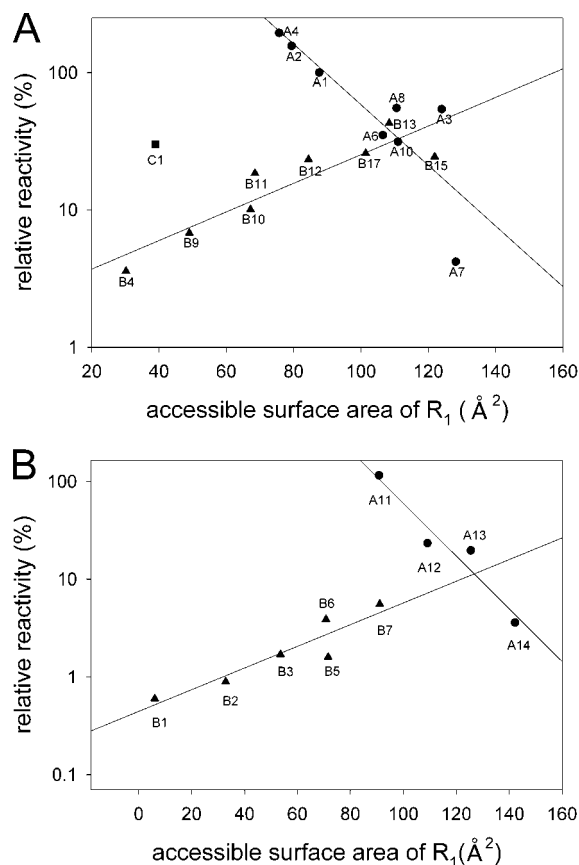 A
relative reactivity (%)
100
10
1
A4
A2
A1
A8
B13
A3
C1
A6
A10
B17
B15
B12
B11
B10
B9
B4
A7
20 40 60 80 100 120 140 160
accessible surface area of R1 (Å2)
B
relative reactivity (%)
100
10
1
0.1
A11
A13
A12
B6
B7
A14
B3
B5
B2
B1
0 20 40 60 80 100 120 140 160
accessible surface area of R1(Å2)